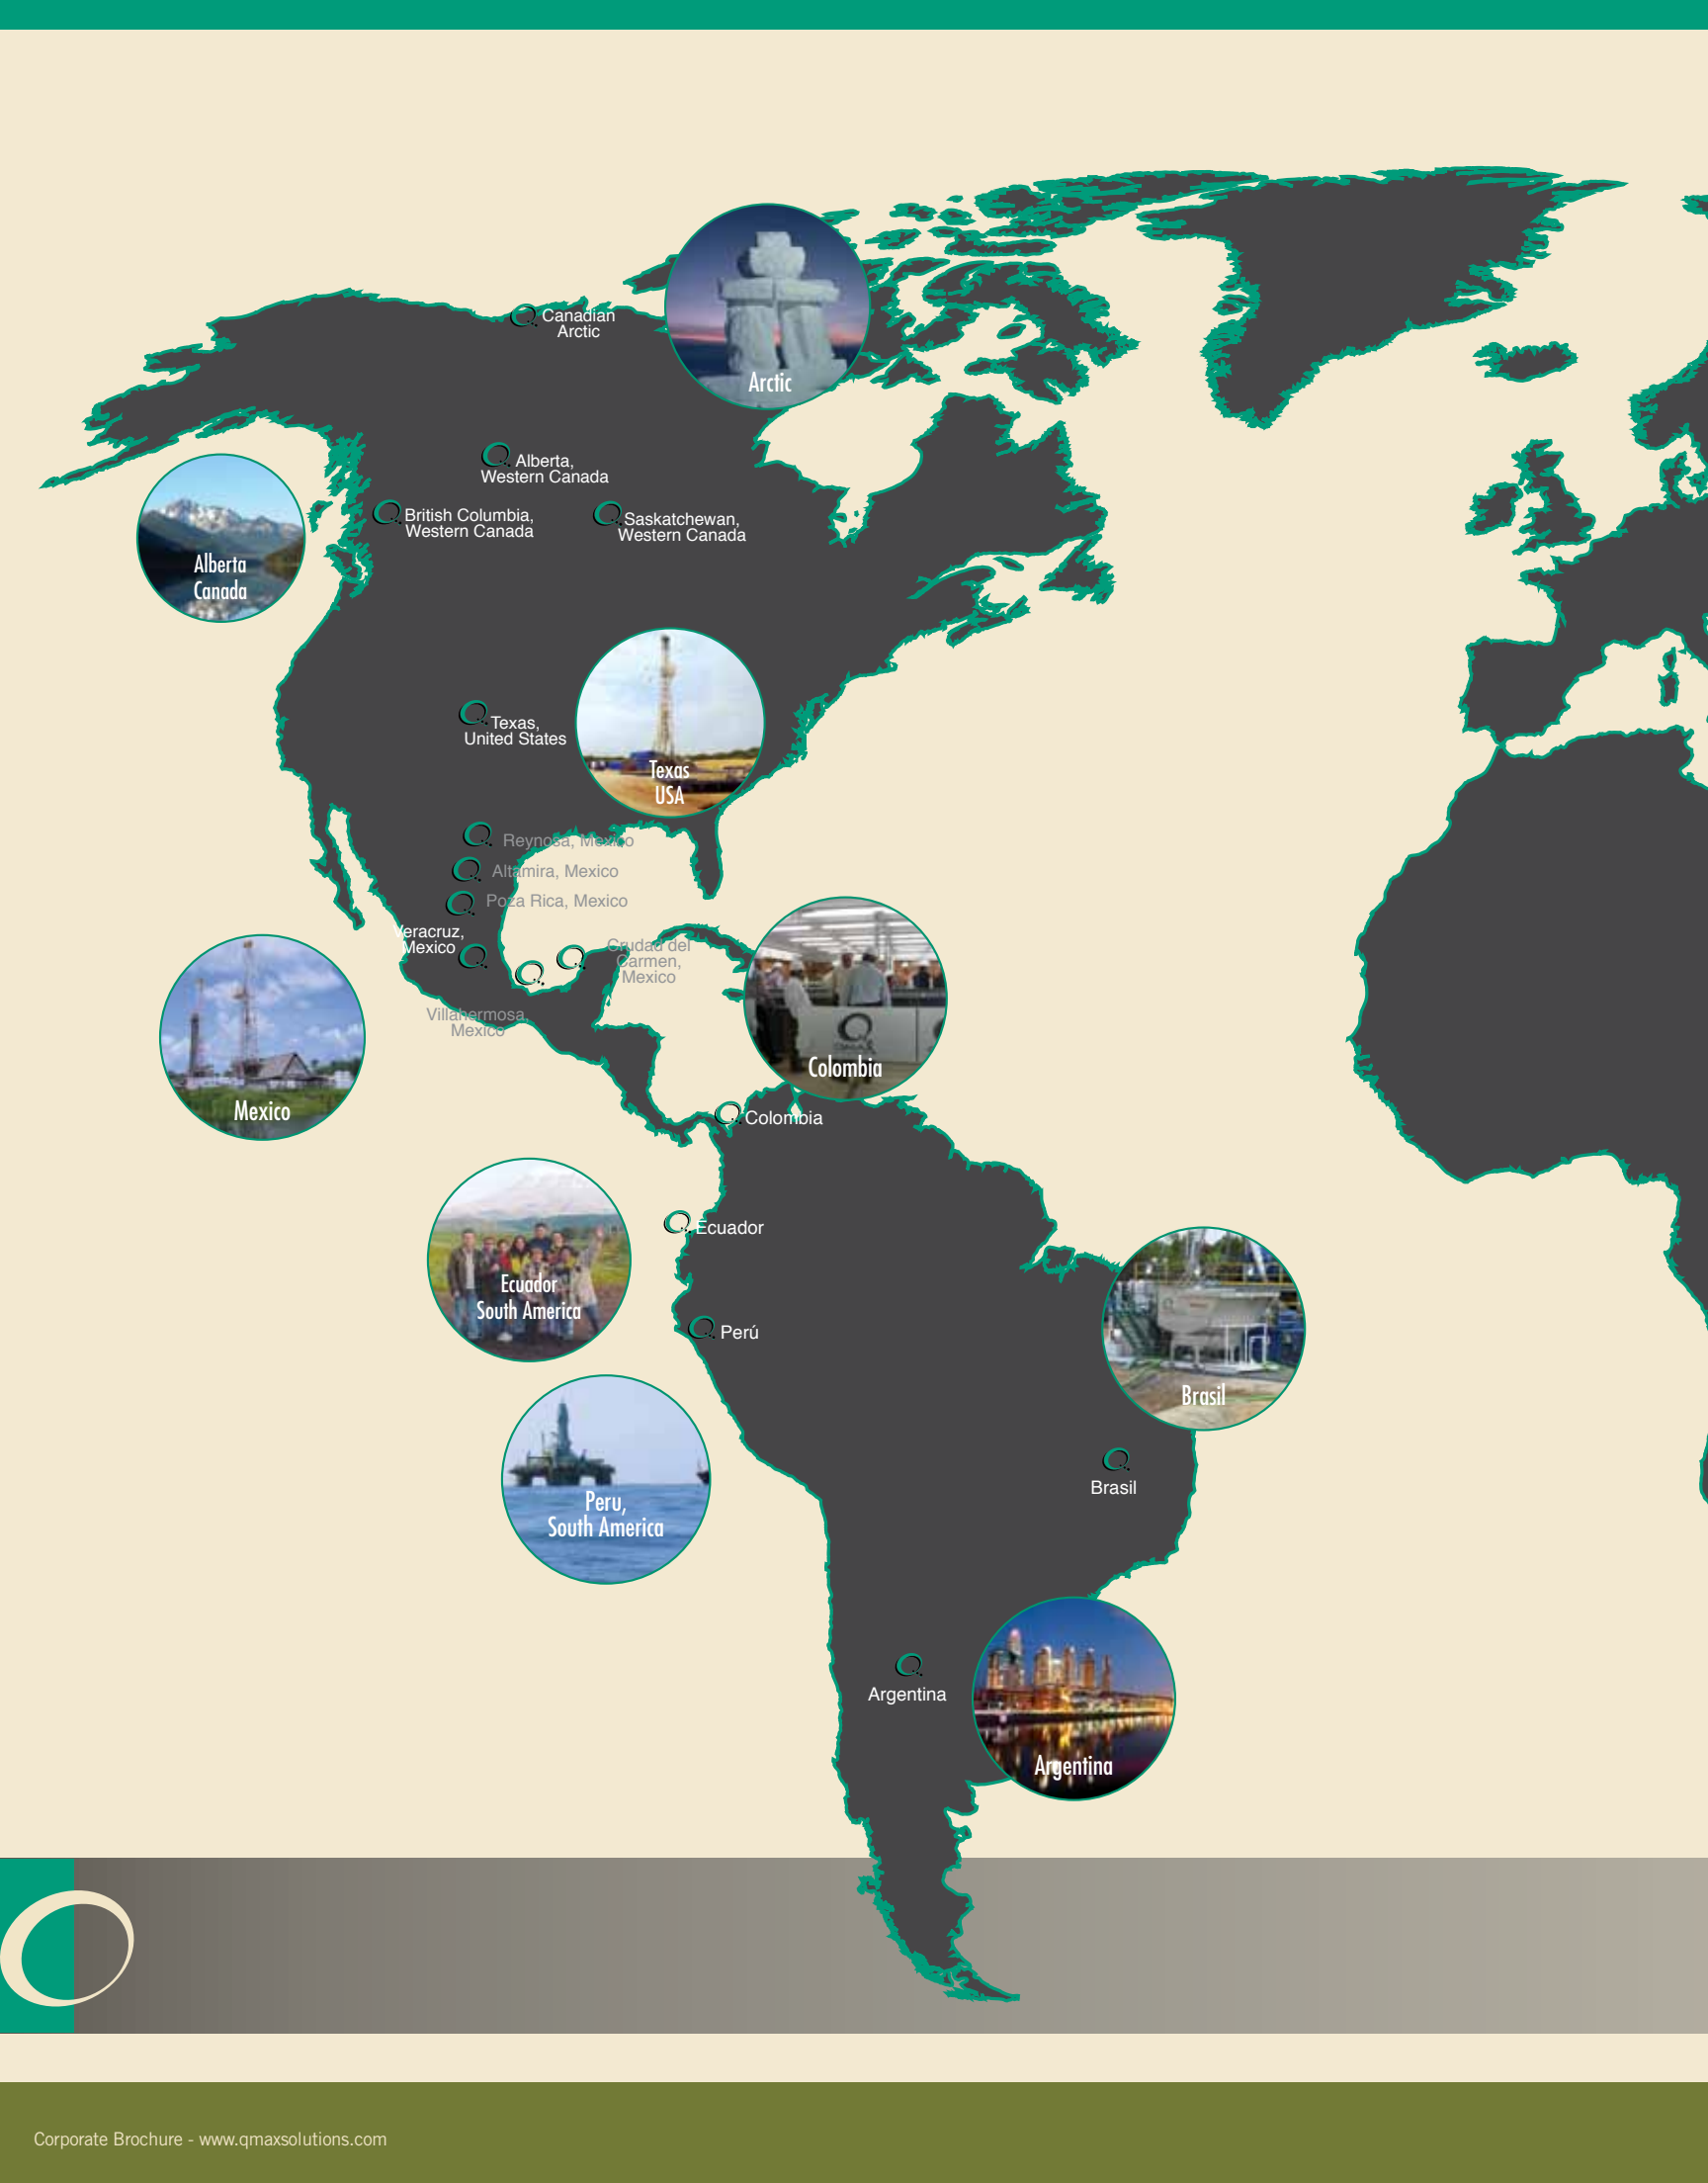 Canadian
Arctic
Arctic
Alberta,
Western Canada
British Columbia,
Western Canada
Saskatchewan,
Western Canada
Alberta
Canada
Texas,
United States
Texas
USA
Reynosa, Mexico
Altamira, Mexico
Poza Rica, Mexico
Veracruz,
Mexico
Crudad del
Carmen,
Mexico
Villahermosa,
Mexico
Mexico
Colombia
Colombia
Ecuador
Ecuador
South America
Perú
Peru,
South America
Brasil
Brasil
Argentina
Argentina
Corporate Brochure - www.qmaxsolutions.com